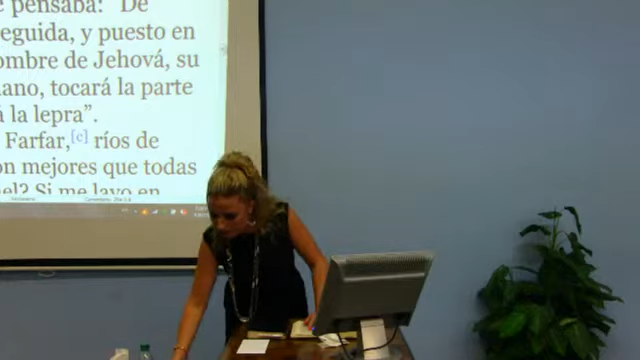 pensaba: “De
eguida, y puesto en
ombre de Jehová, su
ano, tocará la parte
la lepra”.
Farfar,[c] ríos de
on mejores que todas
el? Si me lavo en